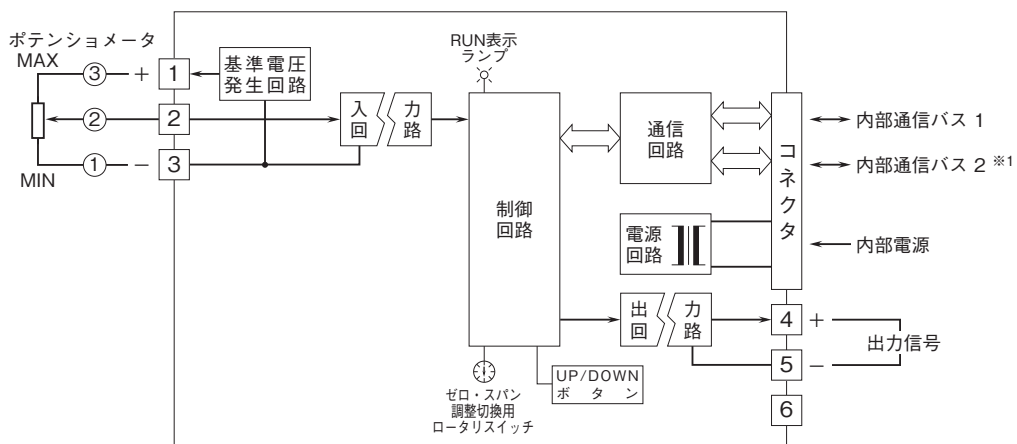 ポテンショメータ
MAX
③
+
1
②
2
①
−
3
MIN
基準電圧
発生回路
入力
回路
RUN表示
ランプ
制御
回路
ゼロ・スパン
調整切換用
ロータリスイッチ
UP/DOWN
ボタン
通信
回路
電源
回路
出力
回路
コネクタ
内部通信バス 1
内部通信バス 2 ※1
内部電源
4
+
5
−
出力信号
6